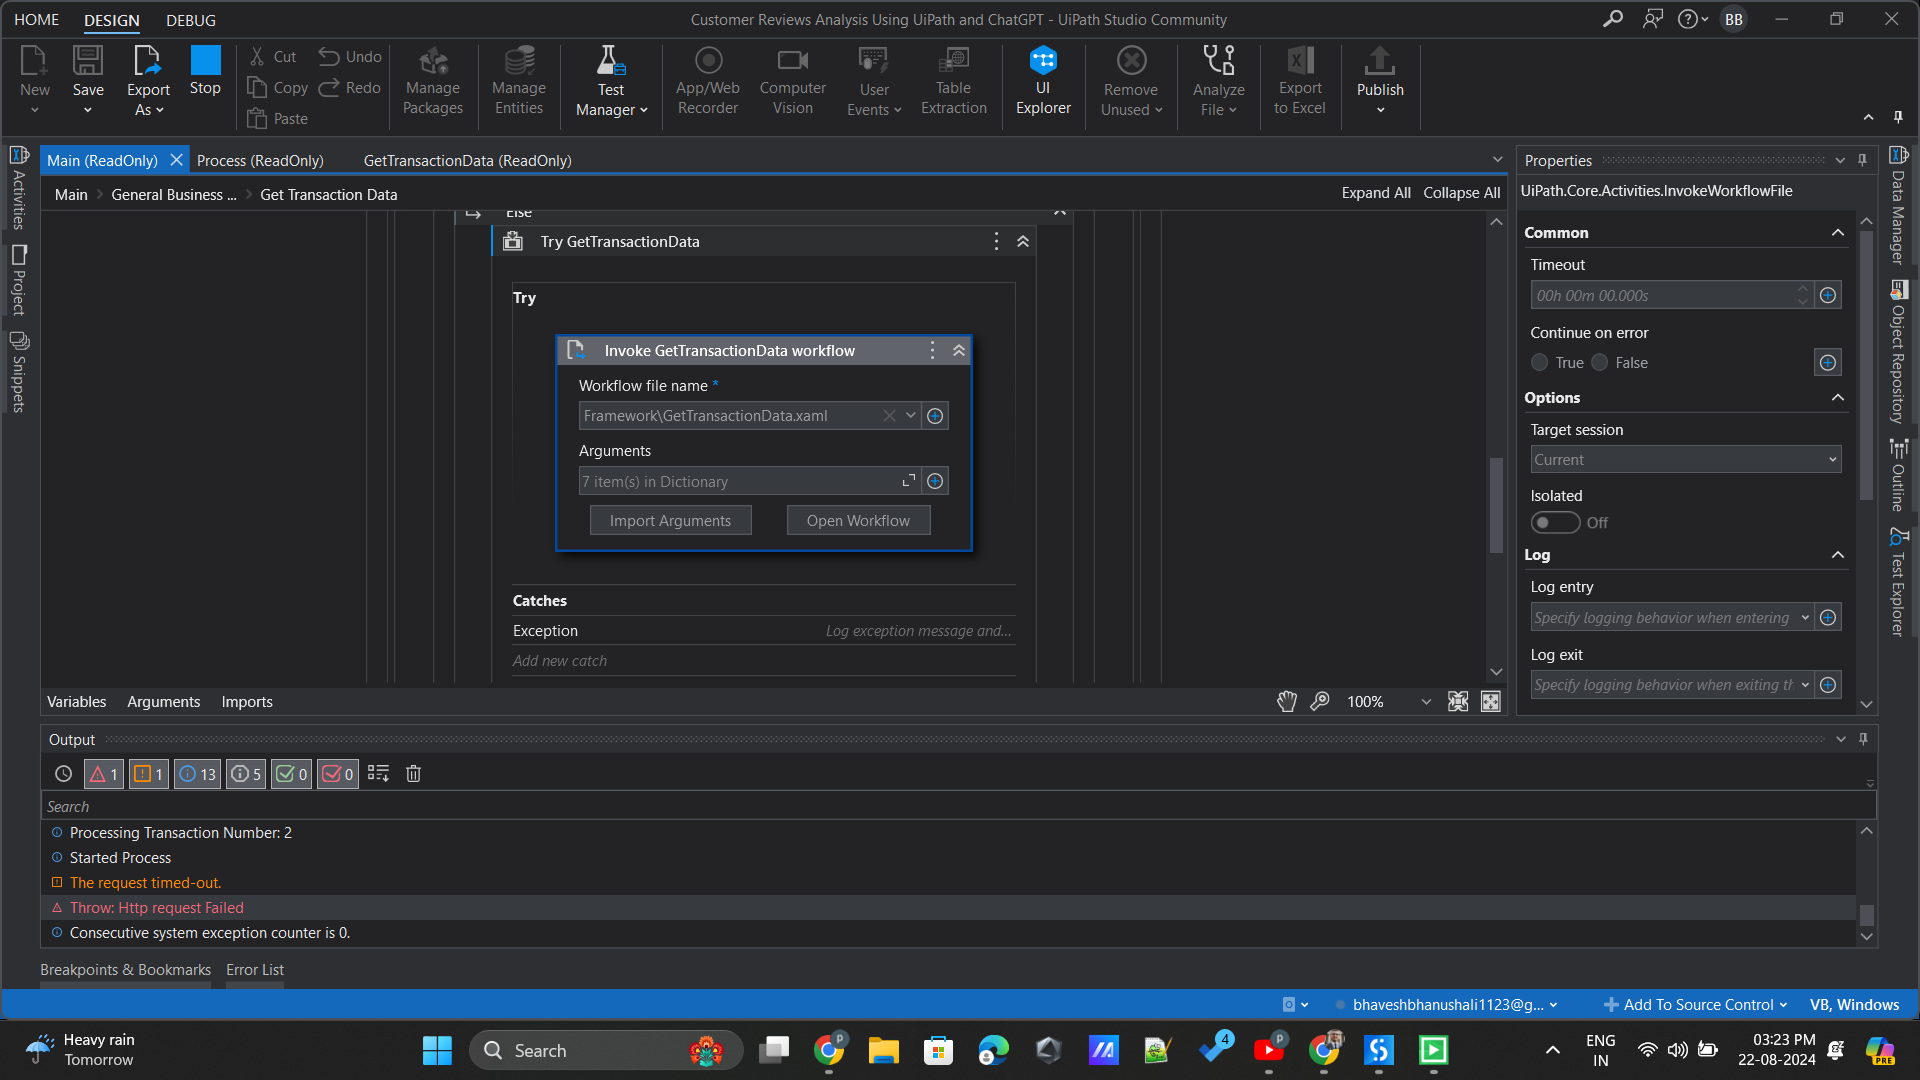 HOME DESIGN DEBUG
Customer Reviews Analysis Using UiPath and ChatGPT - UiPath Studio Community
BB
New
Save
Export As
Stop
Cut
Copy
Paste
Undo
Redo
Manage Packages
Manage Entities
Test Manager
App/Web Recorder
Computer Vision
User Events
Table Extraction
UI Explorer
Remove Unused
Analyze File
Export to Excel
Publish
Activities
Project
Snippets
Main (ReadOnly) Process (ReadOnly) GetTransactionData (ReadOnly)
Main General Business ... Get Transaction Data
Expand All Collapse All
Else
Try GetTransactionData
Try
Invoke GetTransactionData workflow
Workflow file name *
Framework\GetTransactionData.xaml
Arguments
7 item(s) in Dictionary
Import Arguments Open Workflow
Catches
Exception Log exception message and...
Add new catch
Variables Arguments Imports
100%
Properties
UiPath.Core.Activities.InvokeWorkflowFile
Common
Timeout
00h 00m 00.000s
Continue on error
True False
Options
Target session
Current
Isolated
Off
Log
Log entry
Specify logging behavior when entering
Log exit
Specify logging behavior when exiting th
Data Manager
Object Repository
Outline
Test Explorer
Output
1 1 13 5 0 0
Search
Processing Transaction Number: 2
Started Process
The request timed-out.
Throw: Http request Failed
Consecutive system exception counter is 0.
Breakpoints & Bookmarks Error List
bhaveshbhanushali1123@g... Add To Source Control VB, Windows
Heavy rain
Tomorrow
Search
P
4
P
ENG
IN
03:23 PM
22-08-2024
PRE